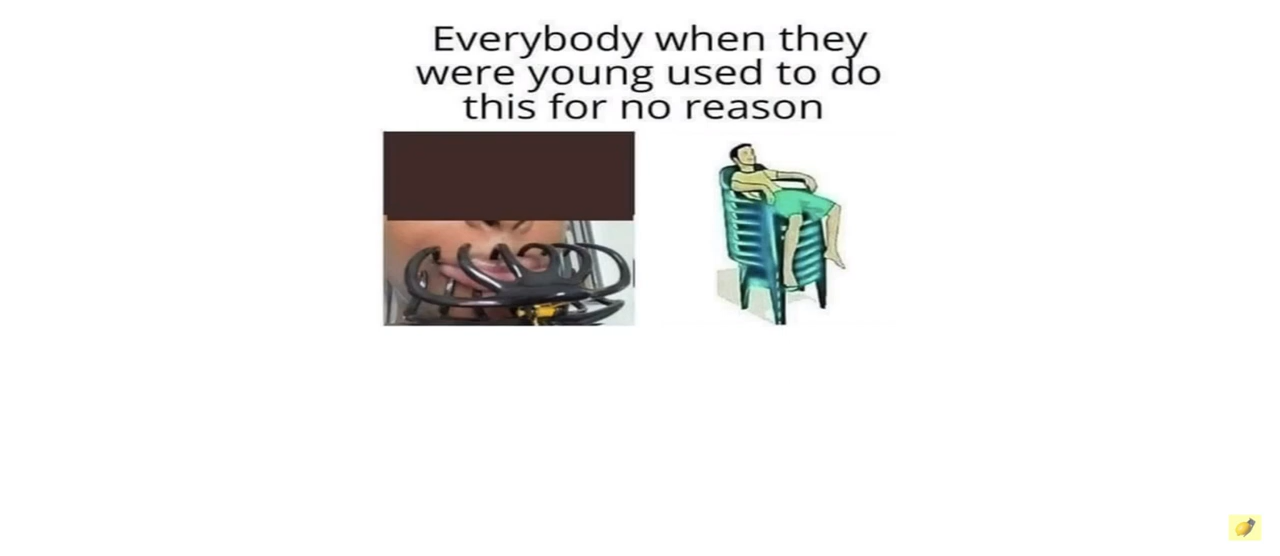 Everybody when they
were young used to do
this for no reason